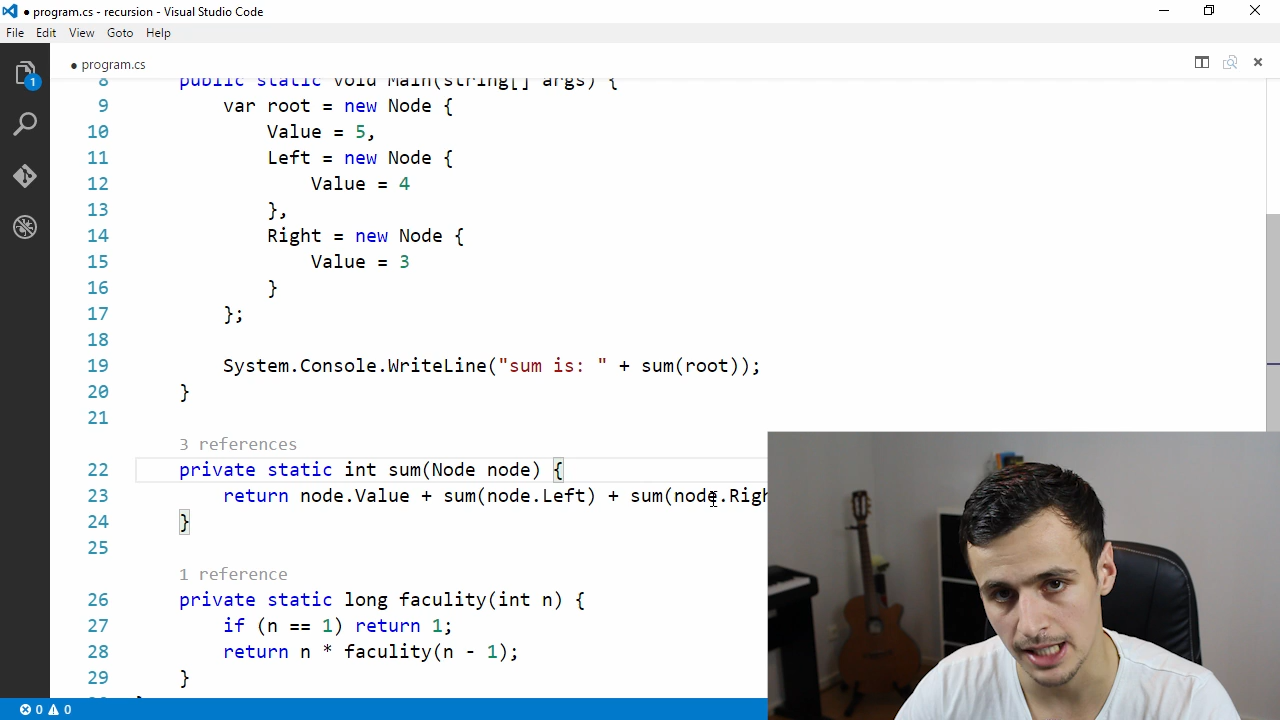 ● program.cs - recursion - Visual Studio Code
File Edit View Goto Help
1
● program.cs
8 public static void Main(string[] args) {
9 var root = new Node {
10 Value = 5,
11 Left = new Node {
12 Value = 4
13 },
14 Right = new Node {
15 Value = 3
16 }
17 };
18
19 System.Console.WriteLine("sum is: " + sum(root));
20 }
21
3 references
22 private static int sum(Node node) {
23 return node.Value + sum(node.Left) + sum(node.Righ
24 }
25
1 reference
26 private static long faculity(int n) {
27 if (n == 1) return 1;
28 return n * faculity(n - 1);
29 }
0 0